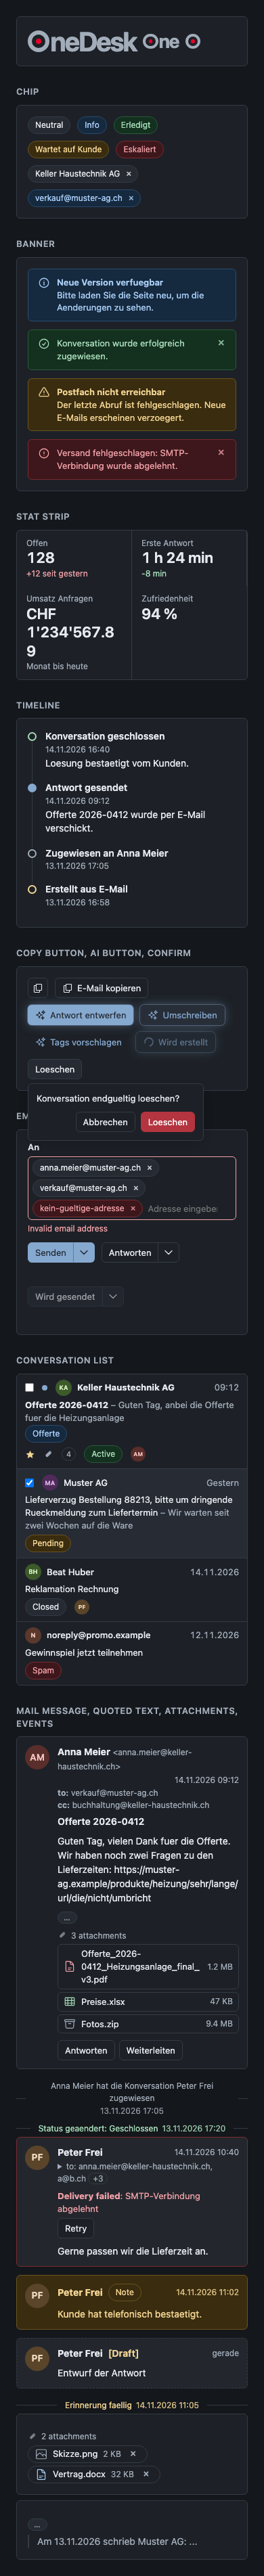 OneDesk One O
CHIP
Neutral Info Erledigt
Wartet auf Kunde Eskaliert
Keller Haustechnik AG ×
verkauf@muster-ag.ch ×
BANNER
Neue Version verfuegbar
Bitte laden Sie die Seite neu, um die
Aenderungen zu sehen.
Konversation wurde erfolgreich ×
zugewiesen.
Postfach nicht erreichbar
Der letzte Abruf ist fehlgeschlagen. Neue
E-Mails erscheinen verzoegert.
Versand fehlgeschlagen: SMTP- ×
Verbindung wurde abgelehnt.
STAT STRIP
Offen
128
+12 seit gestern
Erste Antwort
1 h 24 min
-8 min
Umsatz Anfragen
CHF
1'234'567.8
9
Monat bis heute
Zufriedenheit
94 %
TIMELINE
Konversation geschlossen
14.11.2026 16:40
Loesung bestaetigt vom Kunden.
Antwort gesendet
14.11.2026 09:12
Offerte 2026-0412 wurde per E-Mail
verschickt.
Zugewiesen an Anna Meier
13.11.2026 17:05
Erstellt aus E-Mail
13.11.2026 16:58
COPY BUTTON, AI BUTTON, CONFIRM
E-Mail kopieren
Antwort entwerfen Umschreiben
Tags vorschlagen Wird erstellt
Loeschen
Konversation endgueltig loeschen?
Abbrechen Loeschen
EM
An
anna.meier@muster-ag.ch ×
verkauf@muster-ag.ch ×
kein-gueltige-adresse × Adresse eingeben
Invalid email address
Senden Antworten
Wird gesendet
CONVERSATION LIST
KA Keller Haustechnik AG 09:12
Offerte 2026-0412 – Guten Tag, anbei die Offerte
fuer die Heizungsanlage
Offerte
4 Active AM
MA Muster AG Gestern
Lieferverzug Bestellung 88213, bitte um dringende
Rueckmeldung zum Liefertermin – Wir warten seit
zwei Wochen auf die Ware
Pending
BH Beat Huber 14.11.2026
Reklamation Rechnung
Closed PF
N noreply@promo.example 12.11.2026
Gewinnspiel jetzt teilnehmen
Spam
MAIL MESSAGE, QUOTED TEXT, ATTACHMENTS,
EVENTS
AM Anna Meier <anna.meier@keller-
haustechnik.ch>
14.11.2026 09:12
to: verkauf@muster-ag.ch
cc: buchhaltung@keller-haustechnik.ch
Offerte 2026-0412
Guten Tag, vielen Dank fuer die Offerte.
Wir haben noch zwei Fragen zu den
Lieferzeiten: https://muster-
ag.example/produkte/heizung/sehr/lange/
url/die/nicht/umbricht
...
3 attachments
Offerte_2026-
0412_Heizungsanlage_final_
v3.pdf 1.2 MB
Preise.xlsx 47 KB
Fotos.zip 9.4 MB
Antworten Weiterleiten
Anna Meier hat die Konversation Peter Frei
zugewiesen
13.11.2026 17:05
Status geaendert: Geschlossen 13.11.2026 17:20
PF Peter Frei 14.11.2026 10:40
to: anna.meier@keller-haustechnik.ch,
a@b.ch +3
Delivery failed: SMTP-Verbindung
abgelehnt
Retry
Gerne passen wir die Lieferzeit an.
PF Peter Frei Note 14.11.2026 11:02
Kunde hat telefonisch bestaetigt.
PF Peter Frei [Draft] gerade
Entwurf der Antwort
Erinnerung faellig 14.11.2026 11:05
2 attachments
Skizze.png 2 KB ×
Vertrag.docx 32 KB ×
...
Am 13.11.2026 schrieb Muster AG: ...